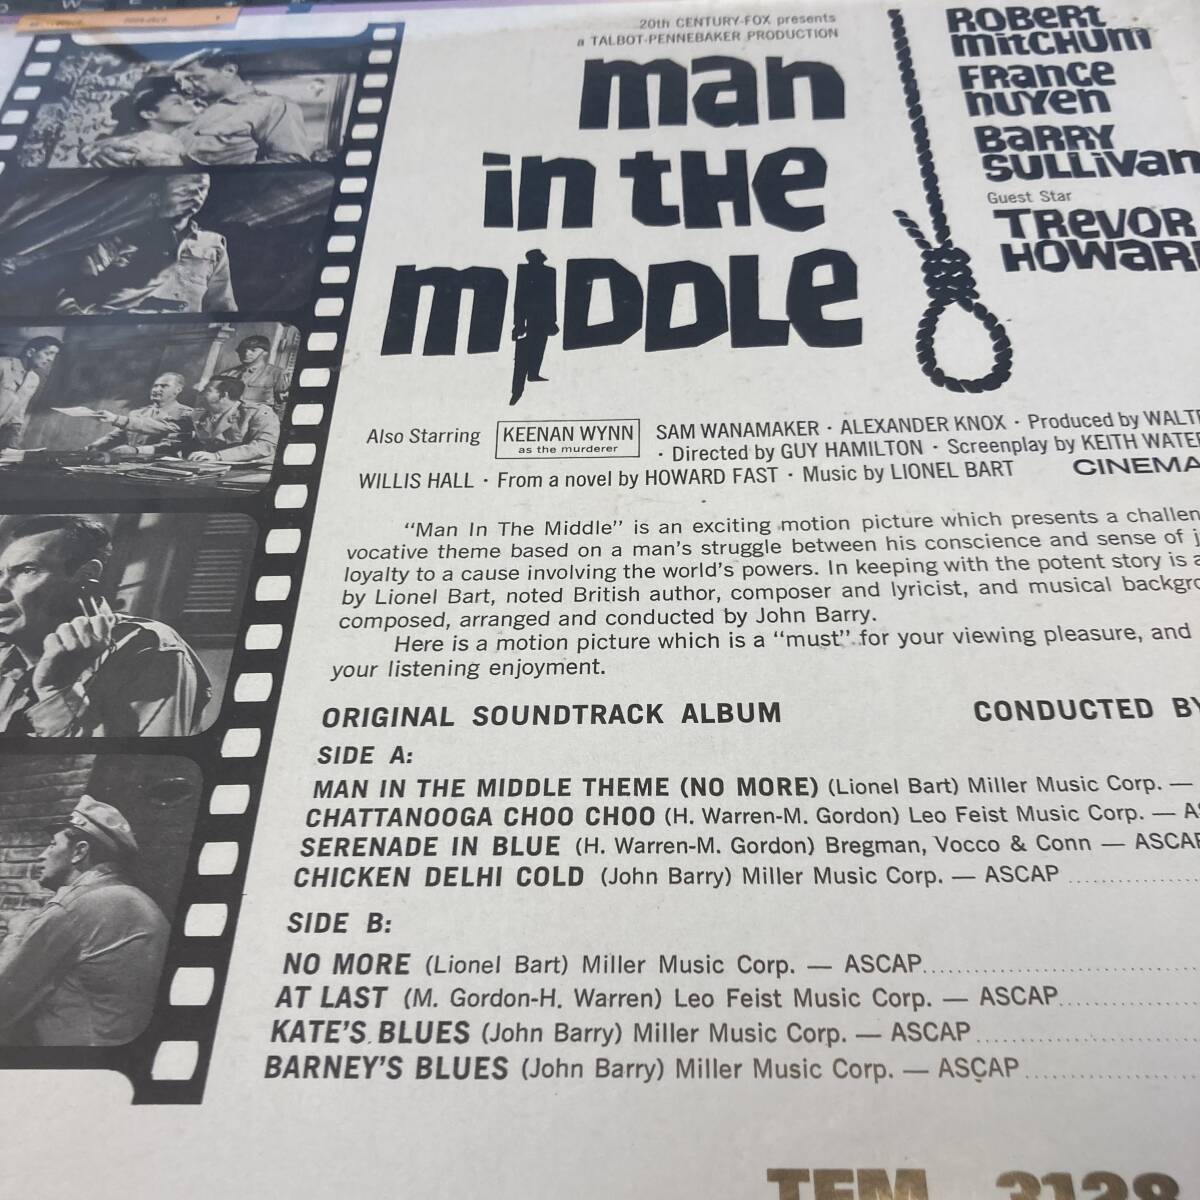 20th CENTURY-FOX presents
a TALBOT-PENNEBAKER PRODUCTION
man
in tHe
miDDLe
ROBeRt
mitCHUm
FRanCe
nUYen
BaRRY
SULLiVan
Guest Star
TReVOR
HOWaR
Also Starring KEENAN WYNN
as the murderer
SAM WANAMAKER · ALEXANDER KNOX · Produced by WALT
· Directed by GUY HAMILTON · Screenplay by KEITH WATE
WILLIS HALL · From a novel by HOWARD FAST · Music by LIONEL BART CINEMA
"Man In The Middle" is an exciting motion picture which presents a challen
vocative theme based on a man's struggle between his conscience and sense of j
loyalty to a cause involving the world's powers. In keeping with the potent story is a
by Lionel Bart, noted British author, composer and lyricist, and musical backgro
composed, arranged and conducted by John Barry.
Here is a motion picture which is a "must" for your viewing pleasure, and
your listening enjoyment.
ORIGINAL SOUNDTRACK ALBUM CONDUCTED BY
SIDE A:
MAN IN THE MIDDLE THEME (NO MORE) (Lionel Bart) Miller Music Corp. —
CHATTANOOGA CHOO CHOO (H. Warren-M. Gordon) Leo Feist Music Corp. — A
SERENADE IN BLUE (H. Warren-M. Gordon) Bregman, Vocco & Conn — ASCA
CHICKEN DELHI COLD (John Barry) Miller Music Corp. — ASCAP
SIDE B:
NO MORE (Lionel Bart) Miller Music Corp. — ASCAP
AT LAST (M. Gordon-H. Warren) Leo Feist Music Corp. — ASCAP
KATE'S BLUES (John Barry) Miller Music Corp. — ASCAP
BARNEY'S BLUES (John Barry) Miller Music Corp. — ASCAP
TFM 3128